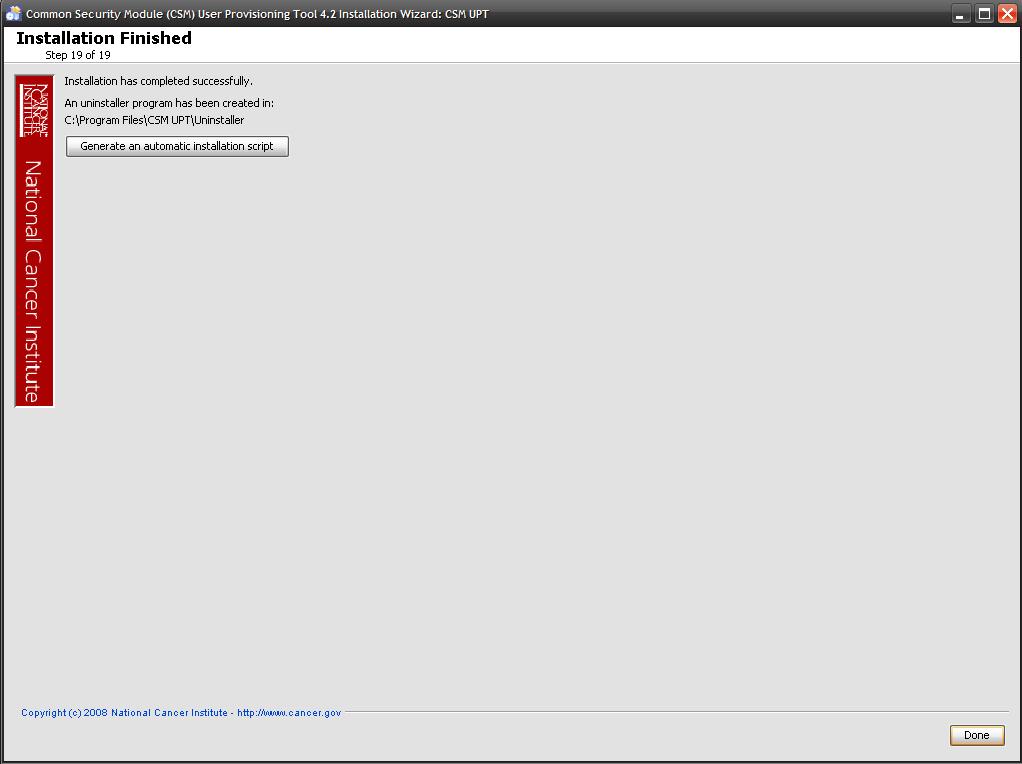 Common Security Module (CSM) User Provisioning Tool 4.2 Installation Wizard: CSM UPT
Installation Finished
Step 19 of 19
NATIONAL
CANCER
INSTITUTE
National Cancer Institute
Installation has completed successfully.
An uninstaller program has been created in:
C:\Program Files\CSM UPT\Uninstaller
Generate an automatic installation script
Copyright (c) 2008 National Cancer Institute - http://www.cancer.gov
Done